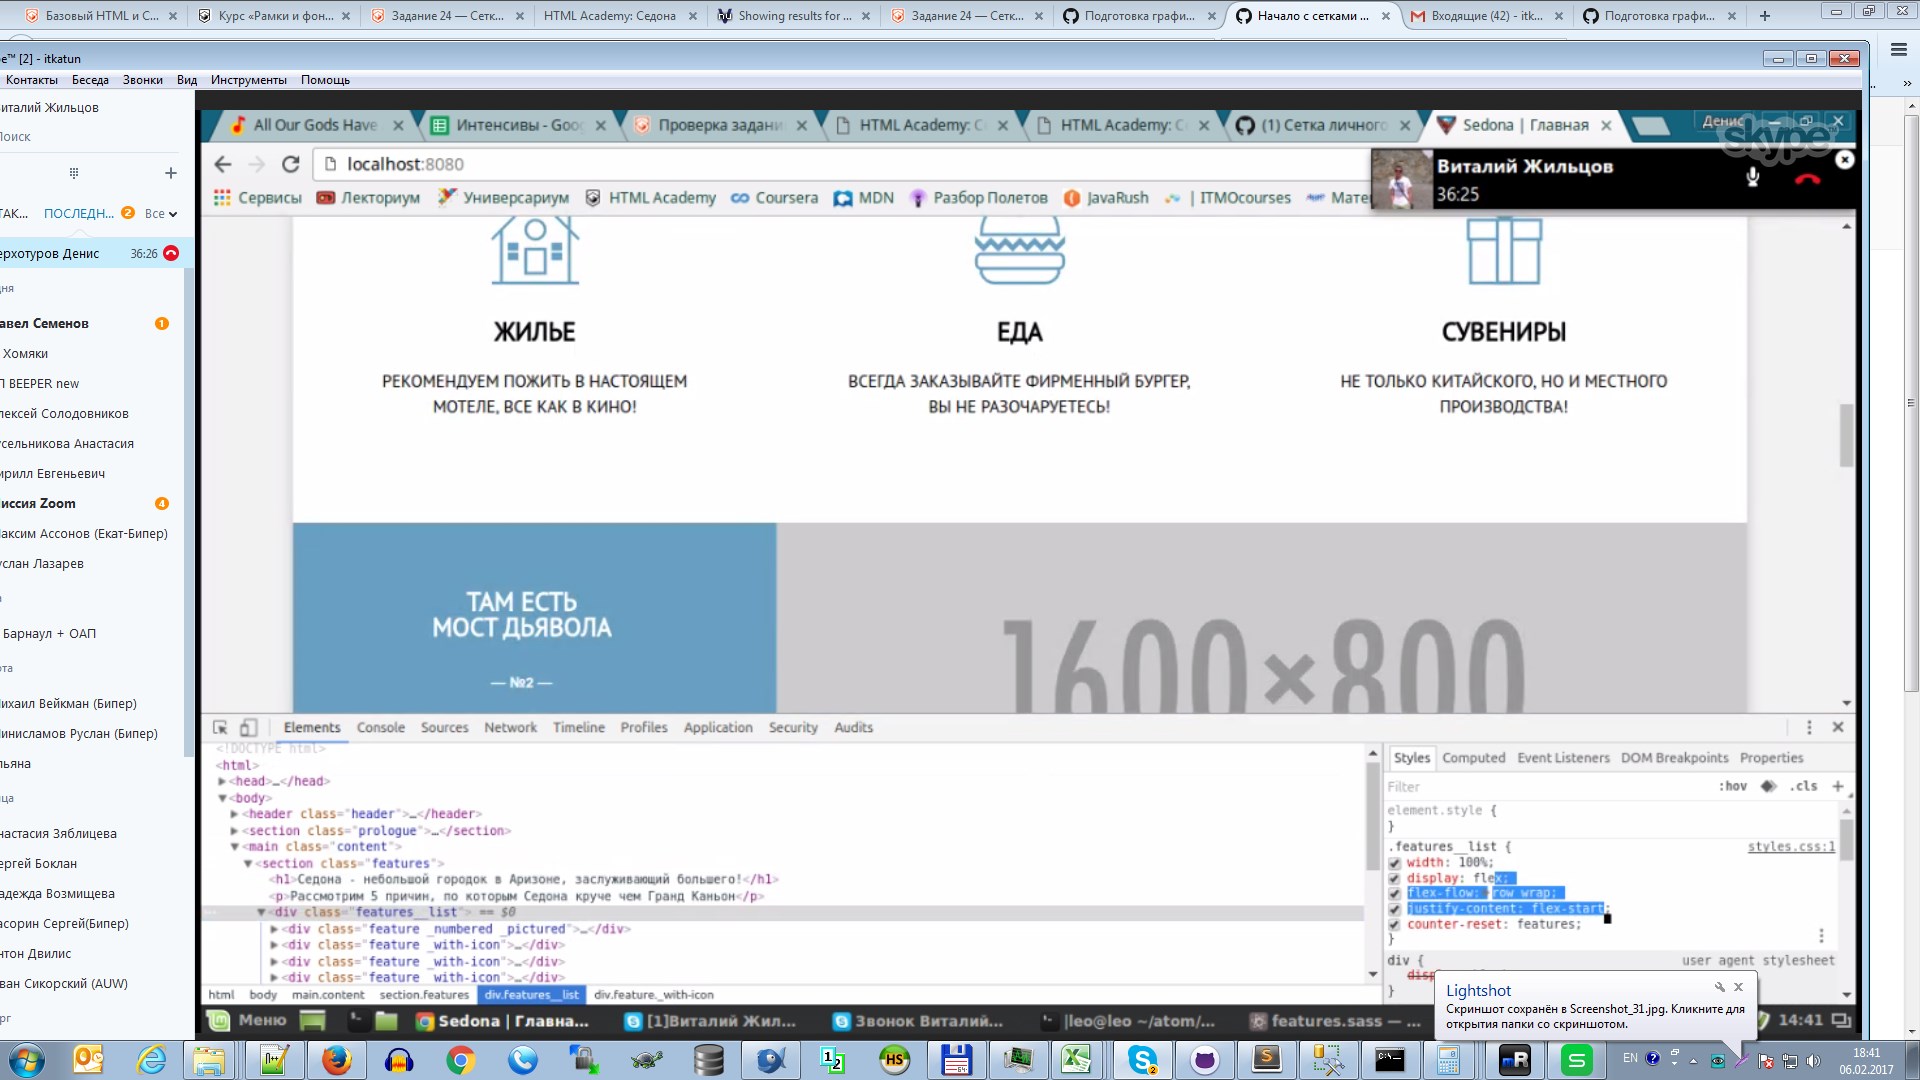 Базовый HTML и C...
Курс «Рамки и фон...
Задание 24 — Сетк...
HTML Academy: Седона
Showing results for ...
Задание 24 — Сетк...
Подготовка графи...
Начало с сетками ...
Входящие (42) - itk...
Подготовка графи...
e™ [2] - itkatun
Контакты Беседа Звонки Вид Инструменты Помощь
италий Жильцов
оиск
ТАК... ПОСЛЕДН... 2 Все
ерхотуров Денис 36:26
дня
авел Семенов 1
Хомяки
П BEEPER new
лексей Солодовников
усельникова Анастасия
ирилл Евгеньевич
иссия Zoom 4
аксим Ассонов (Екат-Бипер)
услан Лазарев
а
Барнаул + ОАП
ота
ихаил Вейкман (Бипер)
инисламов Руслан (Бипер)
льяна
ца
настасия Зяблицева
ергей Боклан
адежда Возмищева
асорин Сергей(Бипер)
нтон Двилис
ван Сикорский (AUW)
рг
All Our Gods Have
Интенсивы - Goo
Проверка задани
HTML Academy: С
HTML Academy: С
(1) Сетка личного
Sedona | Главная
Денис
skype™
localhost:8080
Виталий Жильцов
36:25
Сервисы Лекториум Универсариум HTML Academy Coursera MDN Разбор Полетов JavaRush | ITMOcourses Мате
ЖИЛЬЕ
РЕКОМЕНДУЕМ ПОЖИТЬ В НАСТОЯЩЕМ
МОТЕЛЕ, ВСЕ КАК В КИНО!
ЕДА
ВСЕГДА ЗАКАЗЫВАЙТЕ ФИРМЕННЫЙ БУРГЕР,
ВЫ НЕ РАЗОЧАРУЕТЕСЬ!
СУВЕНИРЫ
НЕ ТОЛЬКО КИТАЙСКОГО, НО И МЕСТНОГО
ПРОИЗВОДСТВА!
ТАМ ЕСТЬ
МОСТ ДЬЯВОЛА
— №2 —
1600×800
Elements Console Sources Network Timeline Profiles Application Security Audits
<!DOCTYPE html>
<html>
<head>…</head>
<body>
<header class="header">…</header>
<section class="prologue">…</section>
<main class="content">
<section class="features">
<h1>Седона - небольшой городок в Аризоне, заслуживающий большего!</h1>
<p>Рассмотрим 5 причин, по которым Седона круче чем Гранд Каньон</p>
<div class="features__list"> == $0
<div class="feature _numbered _pictured">…</div>
<div class="feature _with-icon">…</div>
<div class="feature _with-icon">…</div>
<div class="feature _with-icon">…</div>
html body main.content section.features div.features__list div.feature._with-icon
Styles Computed Event Listeners DOM Breakpoints Properties
Filter :hov .cls +
element.style {
}
.features__list { styles.css:1
width: 100%;
display: flex;
flex-flow: row wrap;
justify-content: flex-start;
counter-reset: features;
}
div { user agent stylesheet
}
Lightshot
Скриншот сохранён в Screenshot_31.jpg. Кликните для
открытия папки со скриншотом.
Меню
Sedona | Главна...
[1]Виталий Жил...
Звонок Виталий...
|leo@leo ~/atom/...
features.sass — ...
14:41
EN
18:41
06.02.2017